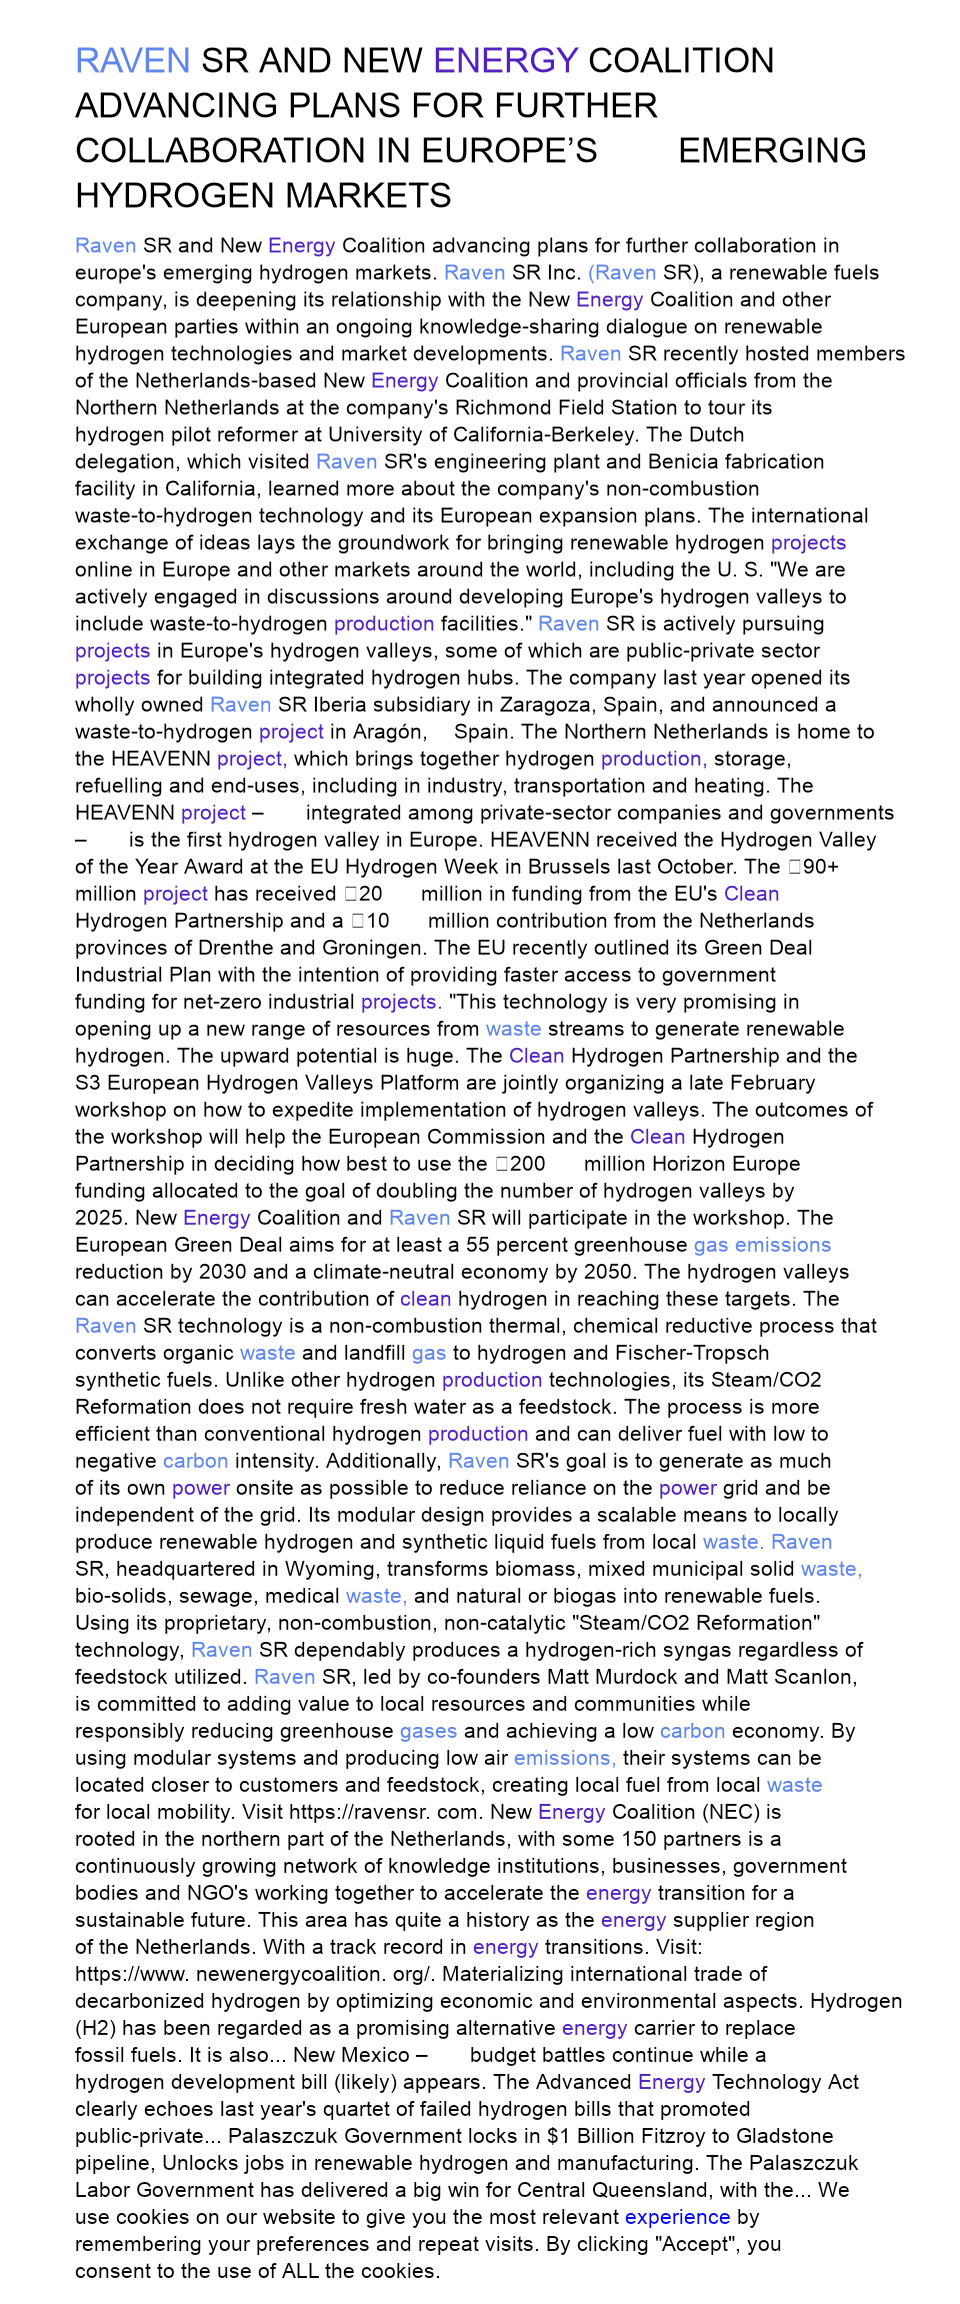 RAVEN SR AND NEW ENERGY COALITION
ADVANCING PLANS FOR FURTHER
COLLABORATION IN EUROPE’S EMERGING
HYDROGEN MARKETS
Raven SR and New Energy Coalition advancing plans for further collaboration in
europe's emerging hydrogen markets. Raven SR Inc. (Raven SR), a renewable fuels
company, is deepening its relationship with the New Energy Coalition and other
European parties within an ongoing knowledge-sharing dialogue on renewable
hydrogen technologies and market developments. Raven SR recently hosted members
of the Netherlands-based New Energy Coalition and provincial officials from the
Northern Netherlands at the company's Richmond Field Station to tour its
hydrogen pilot reformer at University of California-Berkeley. The Dutch
delegation, which visited Raven SR's engineering plant and Benicia fabrication
facility in California, learned more about the company's non-combustion
waste-to-hydrogen technology and its European expansion plans. The international
exchange of ideas lays the groundwork for bringing renewable hydrogen projects
online in Europe and other markets around the world, including the U. S. "We are
actively engaged in discussions around developing Europe's hydrogen valleys to
include waste-to-hydrogen production facilities." Raven SR is actively pursuing
projects in Europe's hydrogen valleys, some of which are public-private sector
projects for building integrated hydrogen hubs. The company last year opened its
wholly owned Raven SR Iberia subsidiary in Zaragoza, Spain, and announced a
waste-to-hydrogen project in Aragón, Spain. The Northern Netherlands is home to
the HEAVENN project, which brings together hydrogen production, storage,
refuelling and end-uses, including in industry, transportation and heating. The
HEAVENN project – integrated among private-sector companies and governments
– is the first hydrogen valley in Europe. HEAVENN received the Hydrogen Valley
of the Year Award at the EU Hydrogen Week in Brussels last October. The 90+
million project has received 20 million in funding from the EU's Clean
Hydrogen Partnership and a 10 million contribution from the Netherlands
provinces of Drenthe and Groningen. The EU recently outlined its Green Deal
Industrial Plan with the intention of providing faster access to government
funding for net-zero industrial projects. "This technology is very promising in
opening up a new range of resources from waste streams to generate renewable
hydrogen. The upward potential is huge. The Clean Hydrogen Partnership and the
S3 European Hydrogen Valleys Platform are jointly organizing a late February
workshop on how to expedite implementation of hydrogen valleys. The outcomes of
the workshop will help the European Commission and the Clean Hydrogen
Partnership in deciding how best to use the 200 million Horizon Europe
funding allocated to the goal of doubling the number of hydrogen valleys by
2025. New Energy Coalition and Raven SR will participate in the workshop. The
European Green Deal aims for at least a 55 percent greenhouse gas emissions
reduction by 2030 and a climate-neutral economy by 2050. The hydrogen valleys
can accelerate the contribution of clean hydrogen in reaching these targets. The
Raven SR technology is a non-combustion thermal, chemical reductive process that
converts organic waste and landfill gas to hydrogen and Fischer-Tropsch
synthetic fuels. Unlike other hydrogen production technologies, its Steam/CO2
Reformation does not require fresh water as a feedstock. The process is more
efficient than conventional hydrogen production and can deliver fuel with low to
negative carbon intensity. Additionally, Raven SR's goal is to generate as much
of its own power onsite as possible to reduce reliance on the power grid and be
independent of the grid. Its modular design provides a scalable means to locally
produce renewable hydrogen and synthetic liquid fuels from local waste. Raven
SR, headquartered in Wyoming, transforms biomass, mixed municipal solid waste,
bio-solids, sewage, medical waste, and natural or biogas into renewable fuels.
Using its proprietary, non-combustion, non-catalytic "Steam/CO2 Reformation"
technology, Raven SR dependably produces a hydrogen-rich syngas regardless of
feedstock utilized. Raven SR, led by co-founders Matt Murdock and Matt Scanlon,
is committed to adding value to local resources and communities while
responsibly reducing greenhouse gases and achieving a low carbon economy. By
using modular systems and producing low air emissions, their systems can be
located closer to customers and feedstock, creating local fuel from local waste
for local mobility. Visit https://ravensr. com. New Energy Coalition (NEC) is
rooted in the northern part of the Netherlands, with some 150 partners is a
continuously growing network of knowledge institutions, businesses, government
bodies and NGO's working together to accelerate the energy transition for a
sustainable future. This area has quite a history as the energy supplier region
of the Netherlands. With a track record in energy transitions. Visit:
https://www. newenergycoalition. org/. Materializing international trade of
decarbonized hydrogen by optimizing economic and environmental aspects. Hydrogen
(H2) has been regarded as a promising alternative energy carrier to replace
fossil fuels. It is also... New Mexico – budget battles continue while a
hydrogen development bill (likely) appears. The Advanced Energy Technology Act
clearly echoes last year's quartet of failed hydrogen bills that promoted
public-private... Palaszczuk Government locks in $1 Billion Fitzroy to Gladstone
pipeline, Unlocks jobs in renewable hydrogen and manufacturing. The Palaszczuk
Labor Government has delivered a big win for Central Queensland, with the... We
use cookies on our website to give you the most relevant experience by
remembering your preferences and repeat visits. By clicking "Accept", you
consent to the use of ALL the cookies.